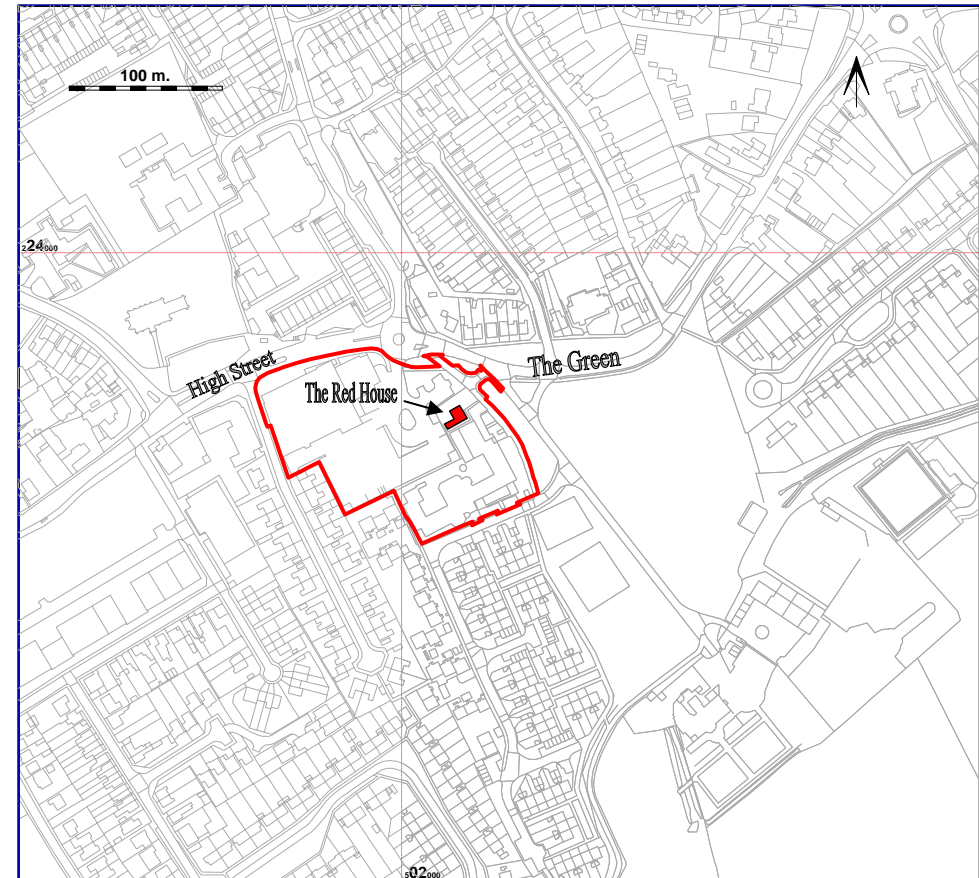 100 m.
224000
High Street
The Green
The Red House
502000